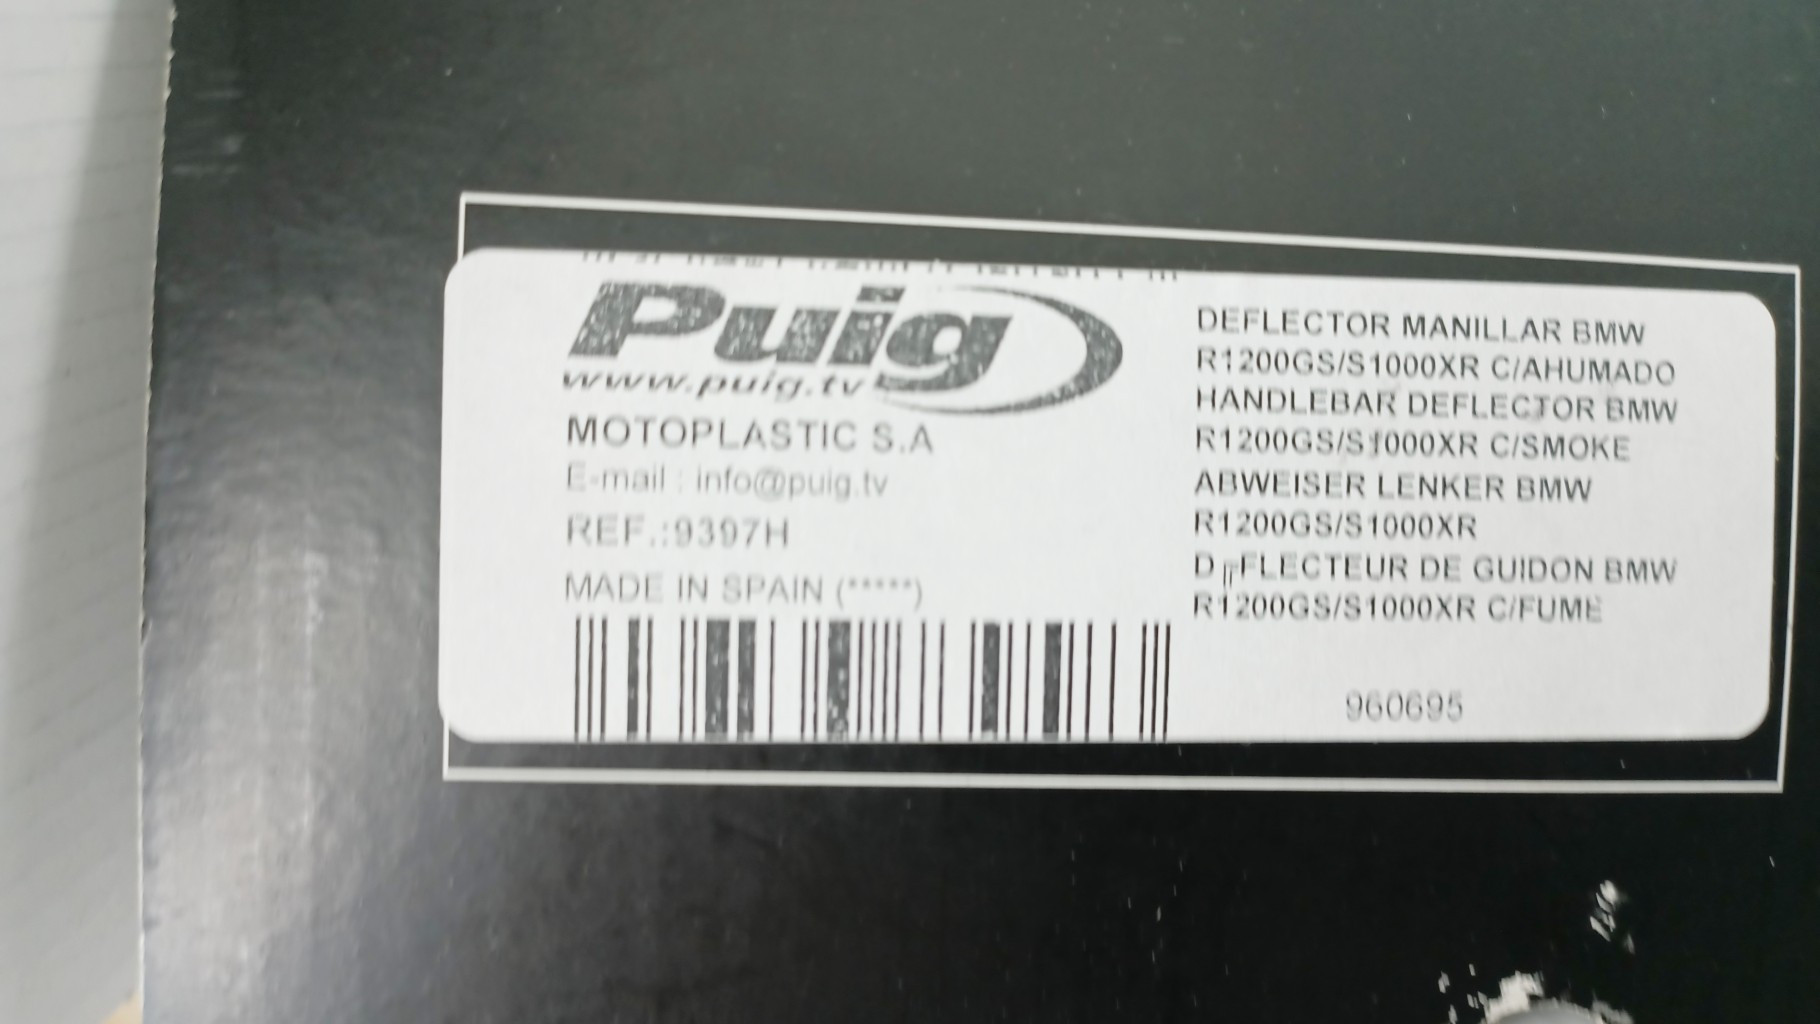 Puig
www.puig.tv
MOTOPLASTIC S.A
E-mail : info@puig.tv
REF.:9397H
MADE IN SPAIN (*****)
DEFLECTOR MANILLAR BMW
R1200GS/S1000XR C/AHUMADO
HANDLEBAR DEFLECTOR BMW
R1200GS/S1000XR C/SMOKE
ABWEISER LENKER BMW
R1200GS/S1000XR
D╓FLECTEUR DE GUIDON BMW
R1200GS/S1000XR C/FUME
960695